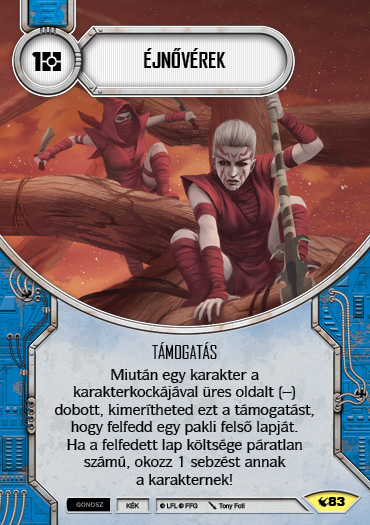 1
ÉJNŐVÉREK
TÁMOGATÁS
Miután egy karakter a
karakterkockájával üres oldalt (–)
dobott, kimerítheted ezt a támogatást,
hogy felfedd egy pakli felső lapját.
Ha a felfedett lap költsége páratlan
számú, okozz 1 sebzést annak
a karakternek!
GONOSZ
KÉK
© LFL © FFG
Tony Foti
83